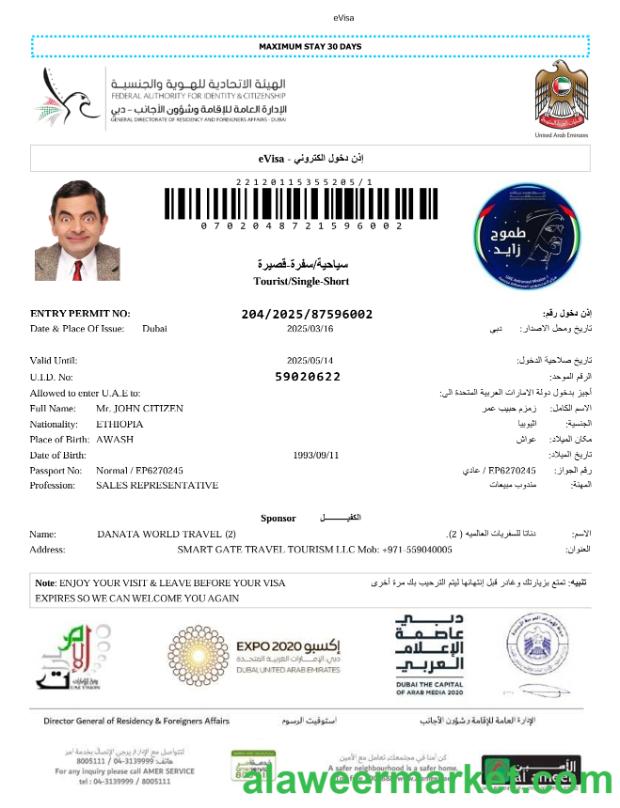 eVisa
MAXIMUM STAY 30 DAYS
الهيئة الاتحادية للهوية والجنسية
FEDERAL AUTHORITY FOR IDENTITY & CITIZENSHIP
الإدارة العامة للإقامة وشؤون الأجانب - دبي
GENERAL DIRECTORATE OF RESIDENCY AND FOREIGNERS AFFAIRS - DUBAI
United Arab Emirates
إذن دخول الكتروني - eVisa
22120115355205/1
0702048721596002
طموح زايد
سياحية/سفرة-قصيرة
Tourist/Single-Short
ENTRY PERMIT NO: 204/2025/87596002 إذن دخول رقم:
Date & Place Of Issue: Dubai 2025/03/16 دبي تاريخ ومحل الاصدار:
Valid Until: 2025/05/14 تاريخ صلاحية الدخول:
U.I.D. No: 59020622 الرقم الموحد:
Allowed to enter U.A.E to: أجيز بدخول دولة الامارات العربية المتحدة الى:
Full Name: Mr. JOHN CITIZEN زمزم حبيب عمر الاسم الكامل:
Nationality: ETHIOPIA اثيوبيا الجنسية:
Place of Birth: AWASH عواش مكان الميلاد:
Date of Birth: 1993/09/11 تاريخ الميلاد:
Passport No: Normal / EP6270245 عادي / EP6270245 رقم الجواز:
Profession: SALES REPRESENTATIVE مندوب مبيعات المهنة:
Sponsor الكفيـــل
Name: DANATA WORLD TRAVEL (2) دناتا للسفريات العالميه ( 2). الاسم:
Address: SMART GATE TRAVEL TOURISM LLC Mob: +971-559040005 العنوان:
Note: ENJOY YOUR VISIT & LEAVE BEFORE YOUR VISA EXPIRES SO WE CAN WELCOME YOU AGAIN
تنبيه: تمتع بزيارتك وغادر قبل إنتهائها ليتم الترحيب بك مرة أخرى
UAE VISION
إكسبو EXPO 2020
دبي، الإمارات العربية المتحدة
DUBAI, UNITED ARAB EMIRATES
دبـــي
عاصمة
الإعلام
العربي
DUBAI THE CAPITAL
OF ARAB MEDIA 2020
Director General of Residency & Foreigners Affairs استوفيت الرسوم الإدارة العامة للإقامة وشؤون الأجانب
هاتف: 04-3139999 / 8005111
For any inquiry please call AMER SERVICE
tel : 04-3139999 / 8005111
كن آمنا في مجتمعك، تعامل مع الأمين
A safer neighbourhood is a safer home.
الأمين
al ameen
alaweermarket.com